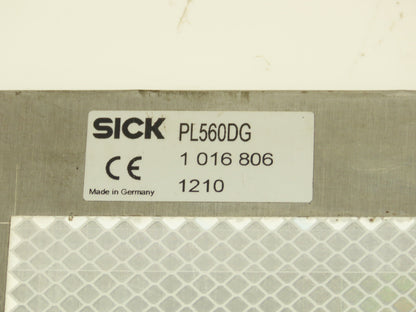 SICK PL560DG
CE 1 016 806
Made in Germany 1210